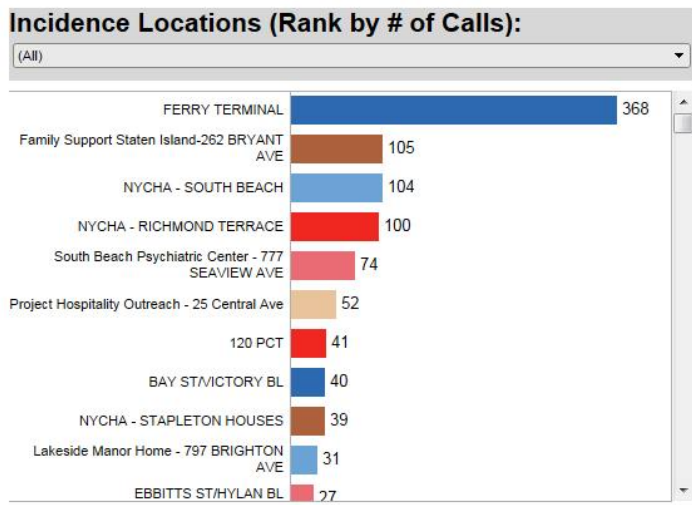 Incidence Locations (Rank by # of Calls):
(All)
FERRY TERMINAL 368
Family Support Staten Island-262 BRYANT
AVE 105
NYCHA - SOUTH BEACH 104
NYCHA - RICHMOND TERRACE 100
South Beach Psychiatric Center - 777
SEAVIEW AVE 74
Project Hospitality Outreach - 25 Central Ave 52
120 PCT 41
BAY ST/VICTORY BL 40
NYCHA - STAPLETON HOUSES 39
Lakeside Manor Home - 797 BRIGHTON
AVE 31
EBBITTS ST/HYLAN BL 27